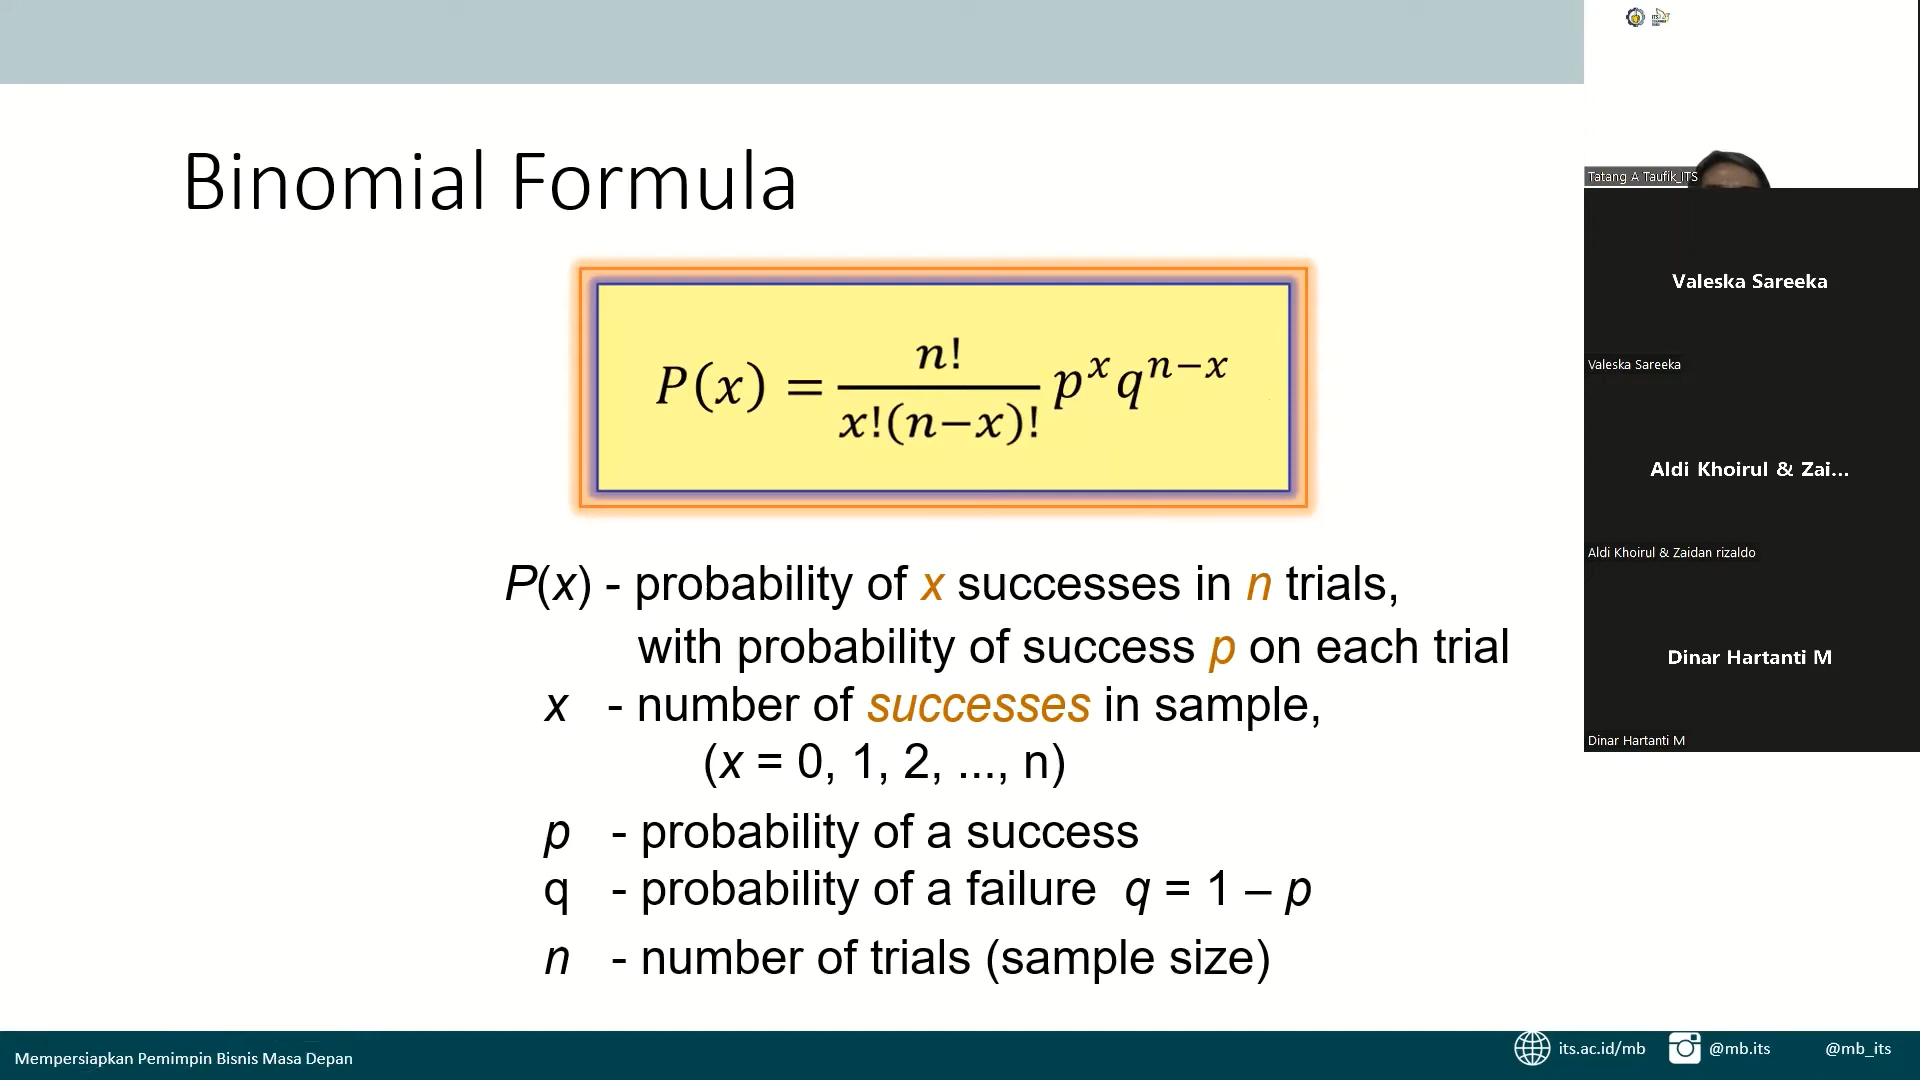 Binomial Formula
P(x) = n! / x!(n−x)! p^x q^(n−x)
P(x) - probability of x successes in n trials,
with probability of success p on each trial
x - number of successes in sample,
(x = 0, 1, 2, ..., n)
p - probability of a success
q - probability of a failure q = 1 – p
n - number of trials (sample size)
Mempersiapkan Pemimpin Bisnis Masa Depan
its.ac.id/mb
@mb.its
@mb_its
Tatang A Taufik_ITS
Valeska Sareeka
Valeska Sareeka
Aldi Khoirul & Zai...
Aldi Khoirul & Zaidan rizaldo
Dinar Hartanti M
Dinar Hartanti M